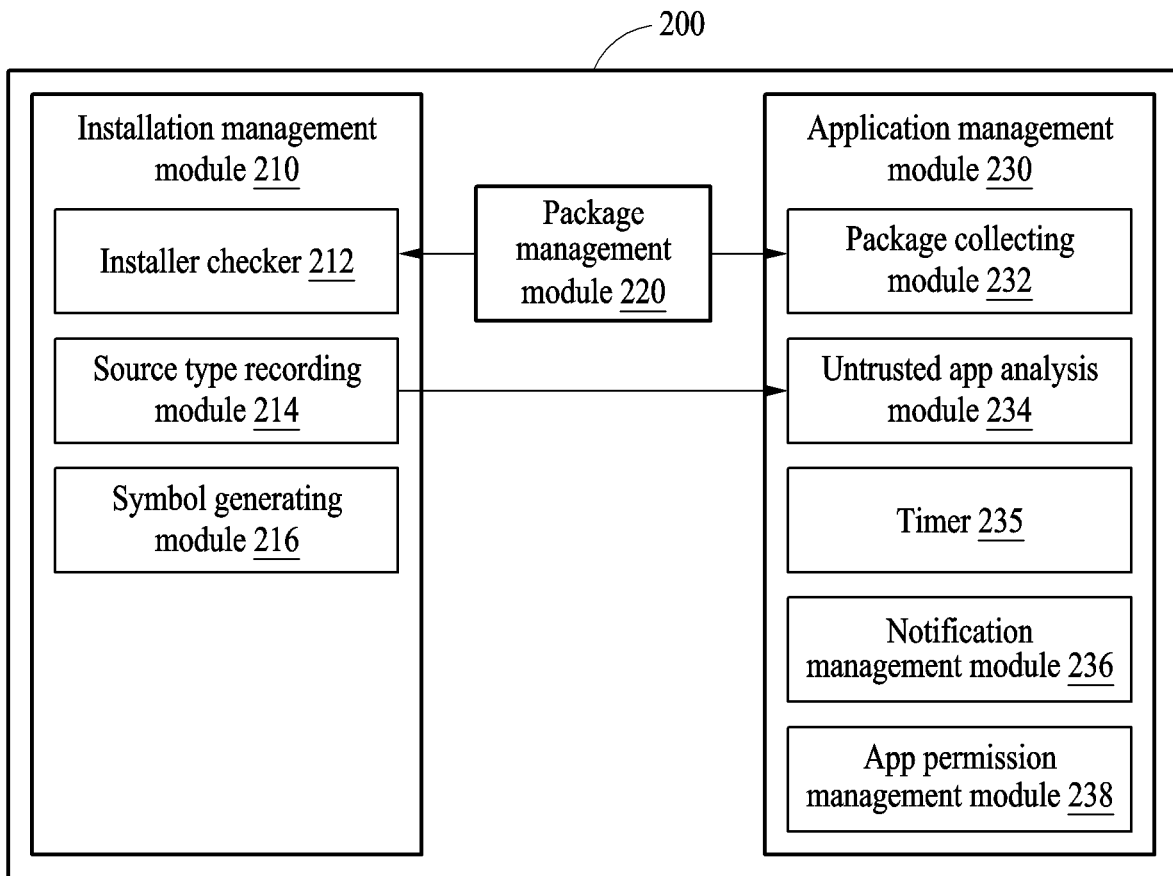 200
Installation management
module 210
Installer checker 212
Source type recording
module 214
Symbol generating
module 216
Package
management
module 220
Application management
module 230
Package collecting
module 232
Untrusted app analysis
module 234
Timer 235
Notification
management module 236
App permission
management module 238